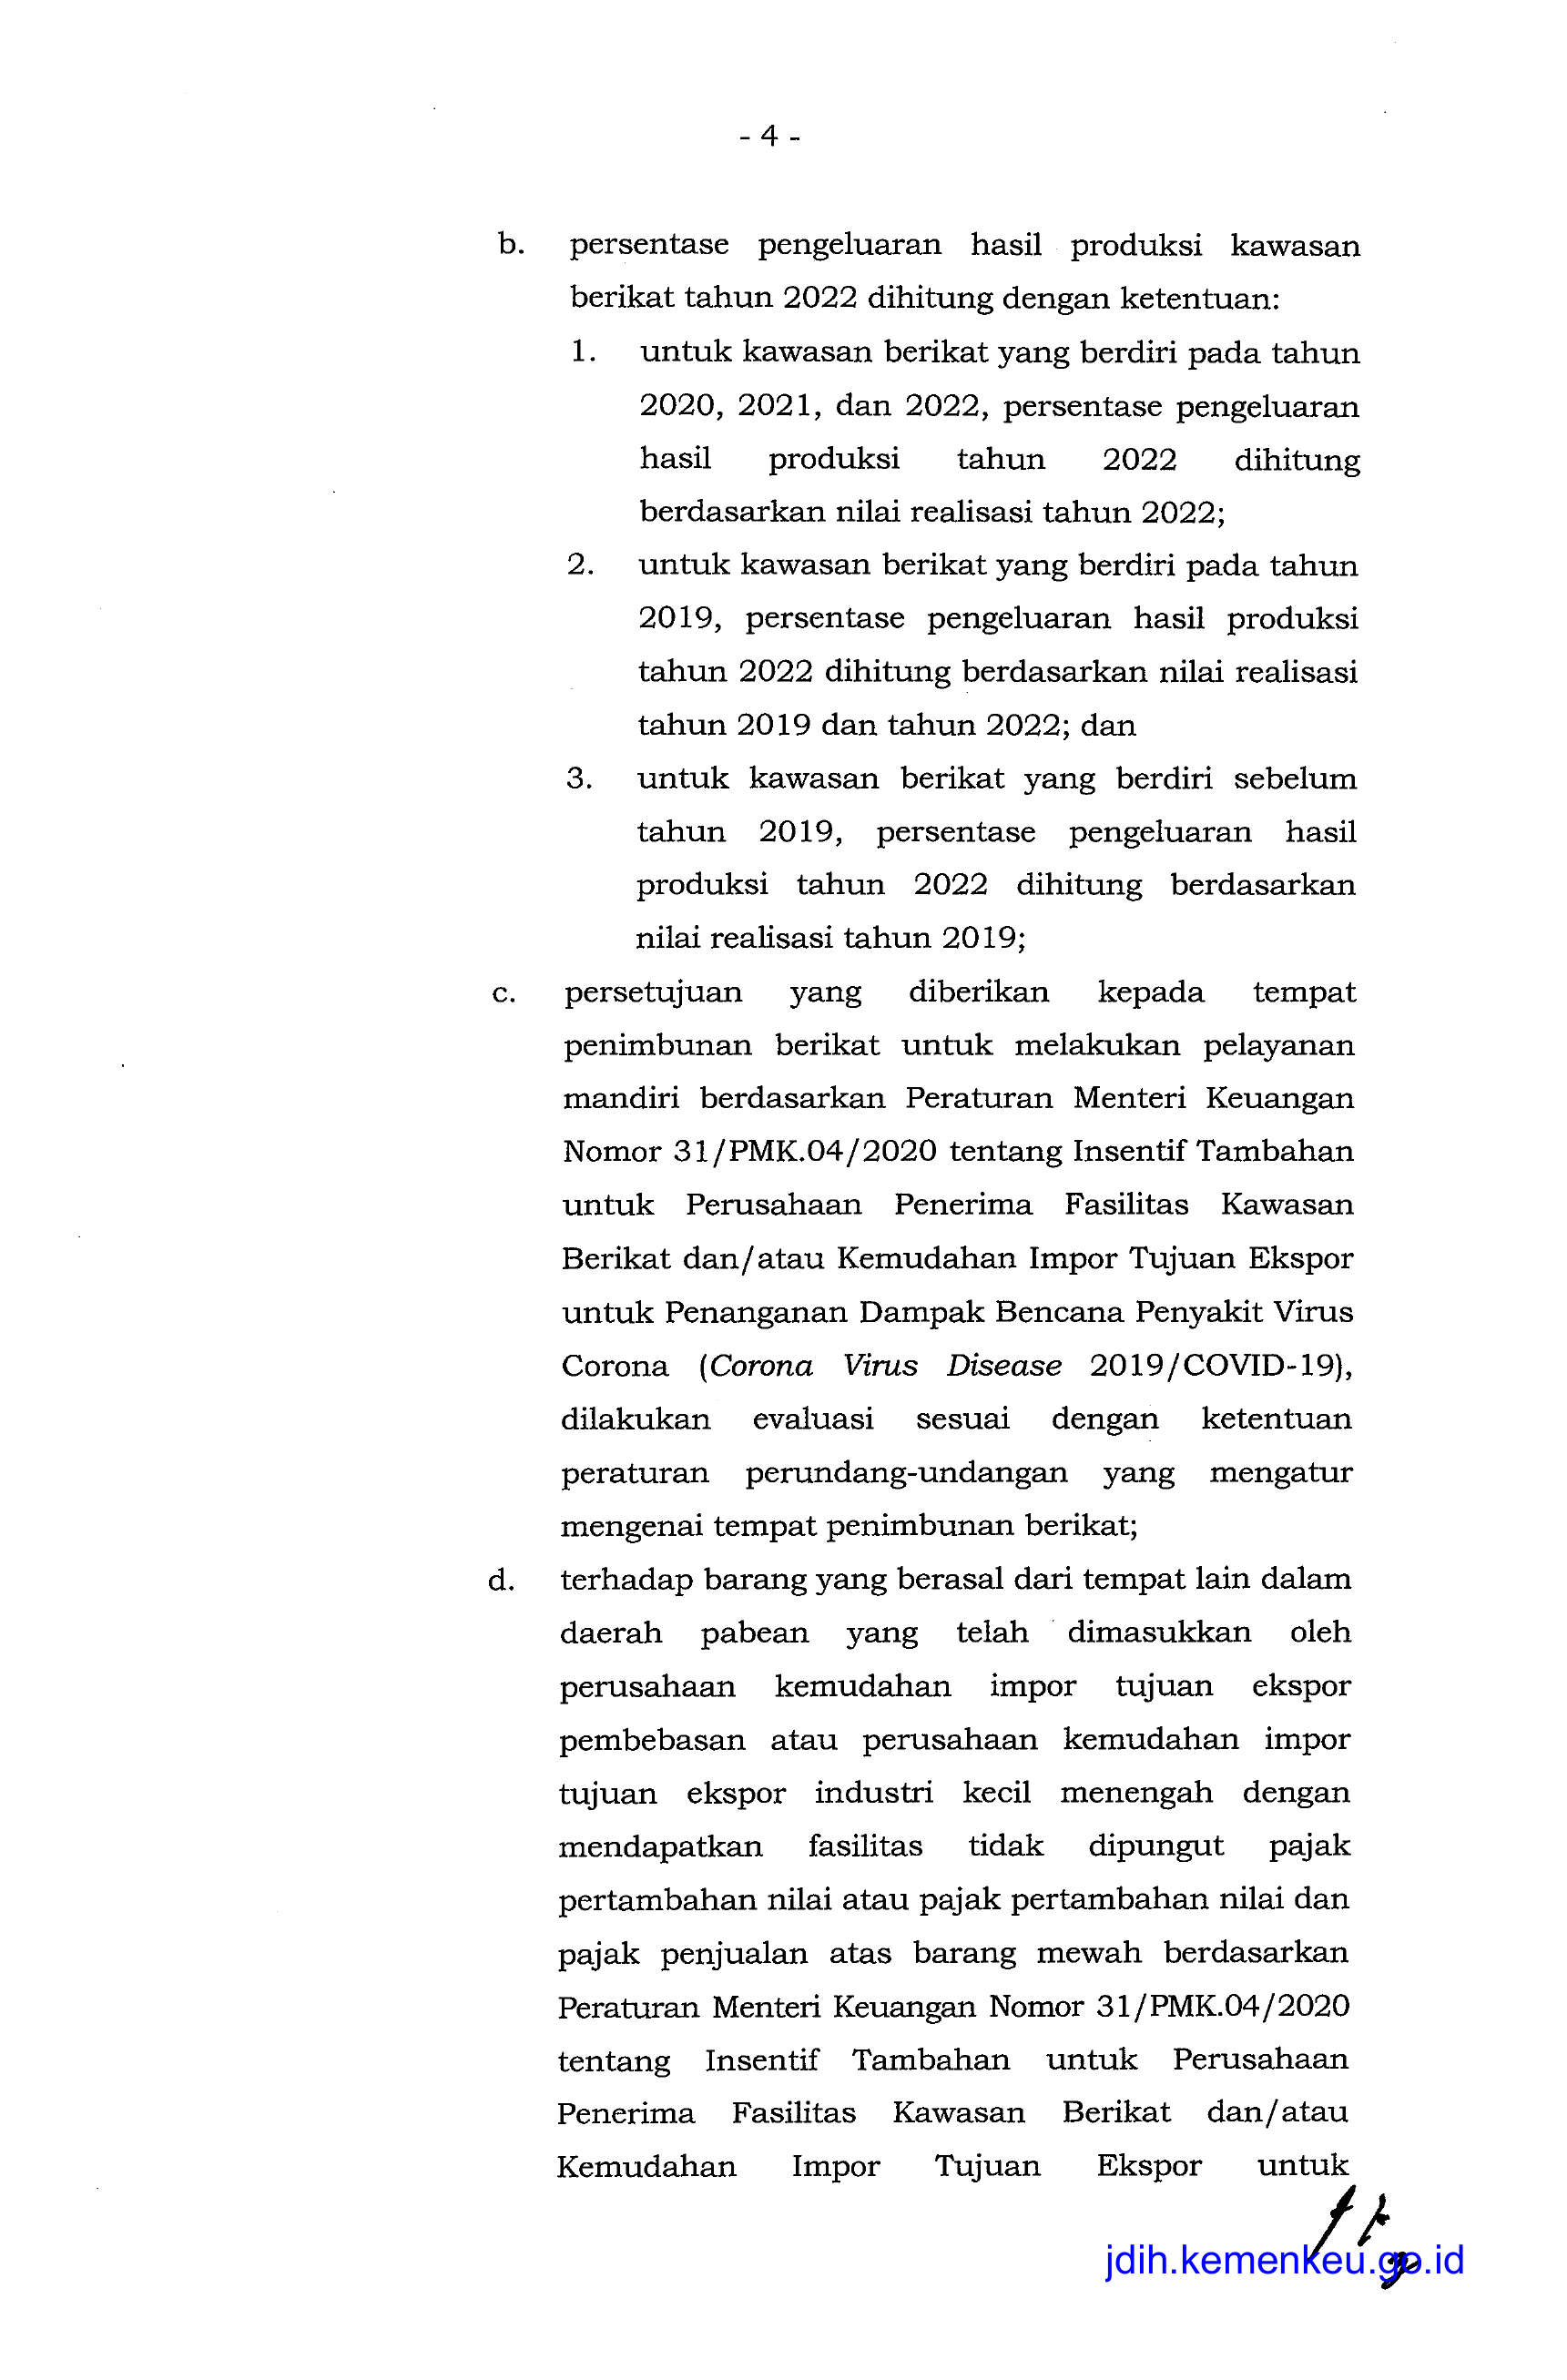 - 4 -
b. persentase pengeluaran hasil produksi kawasan
berikat tahun 2022 dihitung dengan ketentuan:
1. untuk kawasan berikat yang berdiri pada tahun
2020, 2021, dan 2022, persentase pengeluaran
hasil produksi tahun 2022 dihitung
berdasarkan nilai realisasi tahun 2022;
2. untuk kawasan berikat yang berdiri pada tahun
2019, persentase pengeluaran hasil produksi
tahun 2022 dihitung berdasarkan nilai realisasi
tahun 2019 dan tahun 2022; dan
3. untuk kawasan berikat yang berdiri sebelum
tahun 2019, persentase pengeluaran hasil
produksi tahun 2022 dihitung berdasarkan
nilai realisasi tahun 2019;
c. persetujuan yang diberikan kepada tempat
penimbunan berikat untuk melakukan pelayanan
mandiri berdasarkan Peraturan Menteri Keuangan
Nomor 31/PMK.04/2020 tentang Insentif Tambahan
untuk Perusahaan Penerima Fasilitas Kawasan
Berikat dan/atau Kemudahan Impor Tujuan Ekspor
untuk Penanganan Dampak Bencana Penyakit Virus
Corona (Corona Virus Disease 2019/COVID-19),
dilakukan evaluasi sesuai dengan ketentuan
peraturan perundang-undangan yang mengatur
mengenai tempat penimbunan berikat;
d. terhadap barang yang berasal dari tempat lain dalam
daerah pabean yang telah dimasukkan oleh
perusahaan kemudahan impor tujuan ekspor
pembebasan atau perusahaan kemudahan impor
tujuan ekspor industri kecil menengah dengan
mendapatkan fasilitas tidak dipungut pajak
pertambahan nilai atau pajak pertambahan nilai dan
pajak penjualan atas barang mewah berdasarkan
Peraturan Menteri Keuangan Nomor 31/PMK.04/2020
tentang Insentif Tambahan untuk Perusahaan
Penerima Fasilitas Kawasan Berikat dan/atau
Kemudahan Impor Tujuan Ekspor untuk
jdih.kemenkeu.go.id